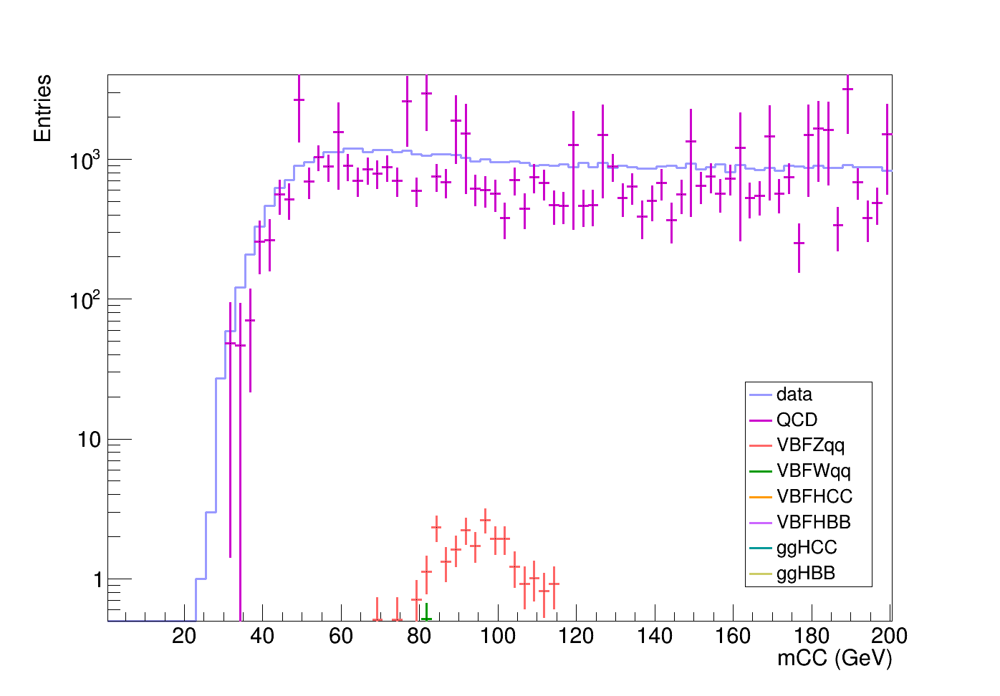 Entries
10³
10²
10
1
20 40 60 80 100 120 140 160 180 200
mCC (GeV)
data
QCD
VBFZqq
VBFWqq
VBFHCC
VBFHBB
ggHCC
ggHBB